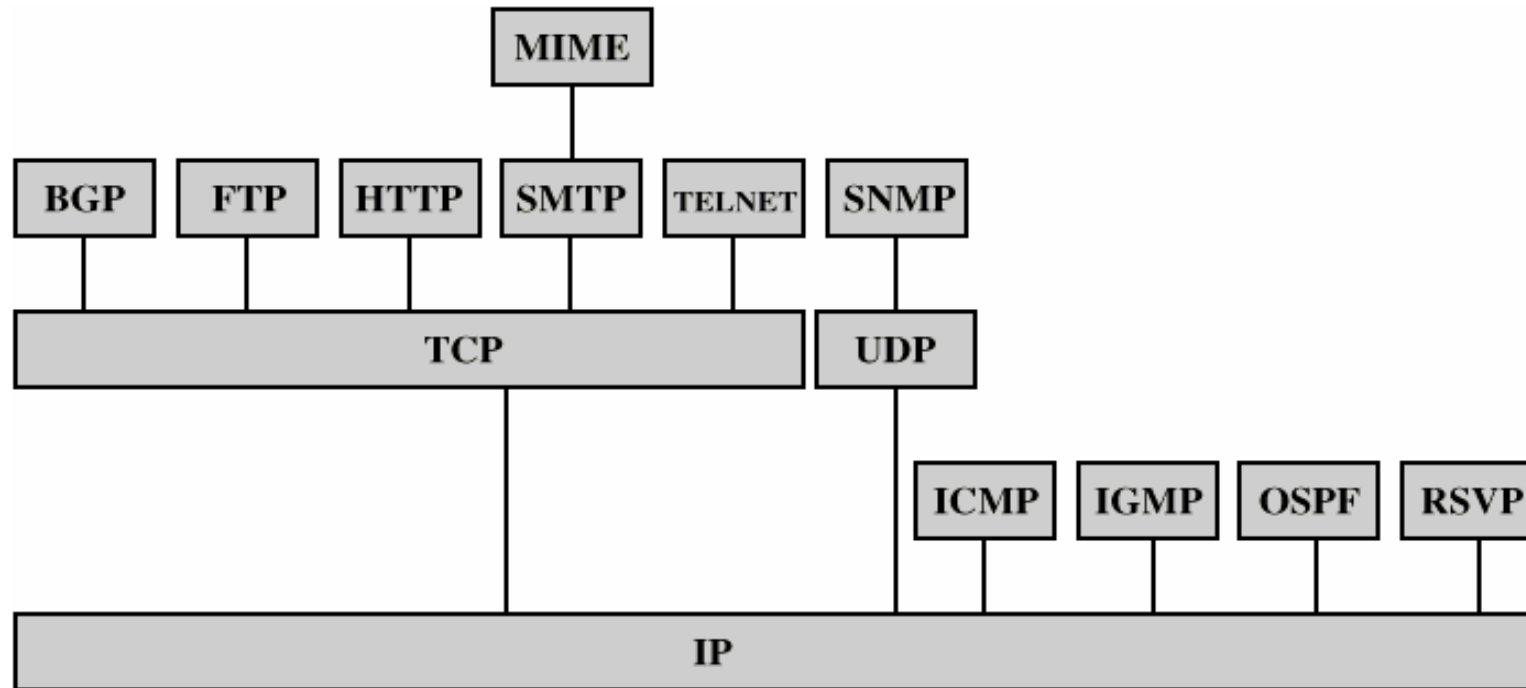 MIME
BGP FTP HTTP SMTP TELNET SNMP
TCP UDP
ICMP IGMP OSPF RSVP
IP